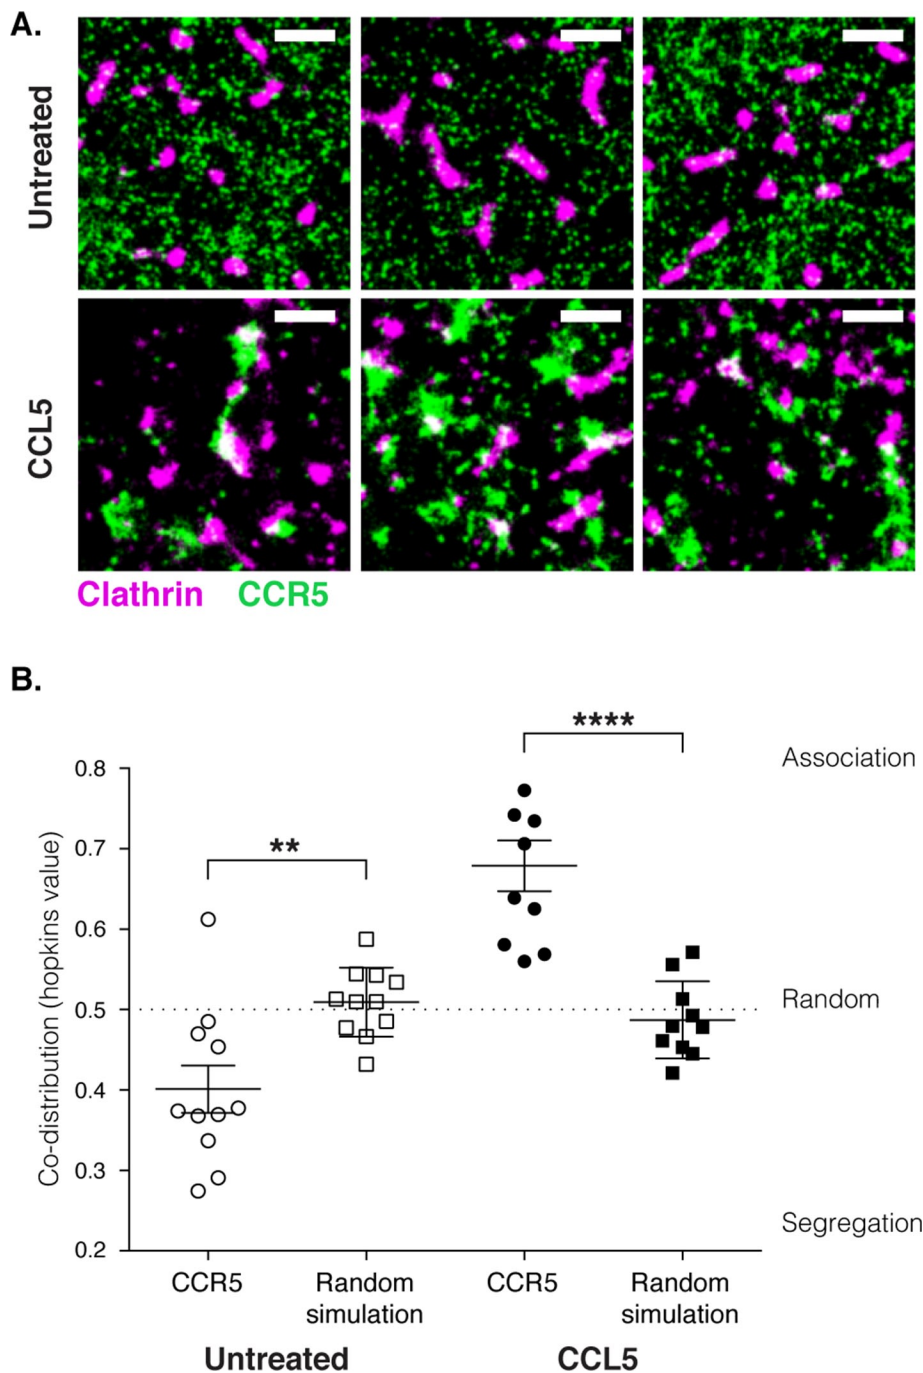 A.
Untreated
CCL5
Clathrin CCR5
B.
****
Association
0.8
**
0.7
0.6
Co-distribution (hopkins value)
0.5
Random
0.4
0.3
Segregation
0.2
CCR5 Random simulation CCR5 Random simulation
Untreated CCL5